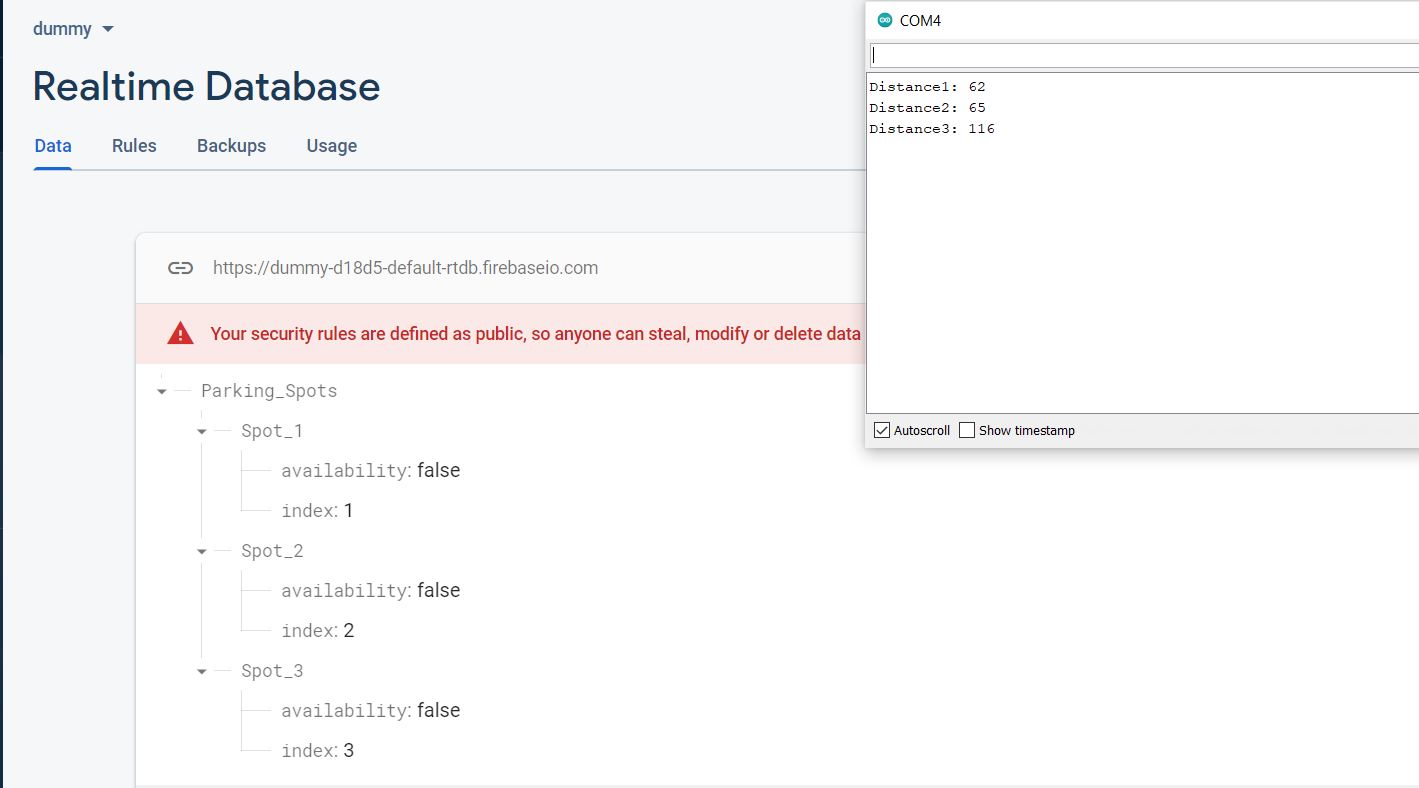 dummy
Realtime Database
Data Rules Backups Usage
https://dummy-d18d5-default-rtdb.firebaseio.com
Your security rules are defined as public, so anyone can steal, modify or delete data
Parking_Spots
Spot_1
availability: false
index: 1
Spot_2
availability: false
index: 2
Spot_3
availability: false
index: 3
COM4
Distance1: 62
Distance2: 65
Distance3: 116
Autoscroll Show timestamp